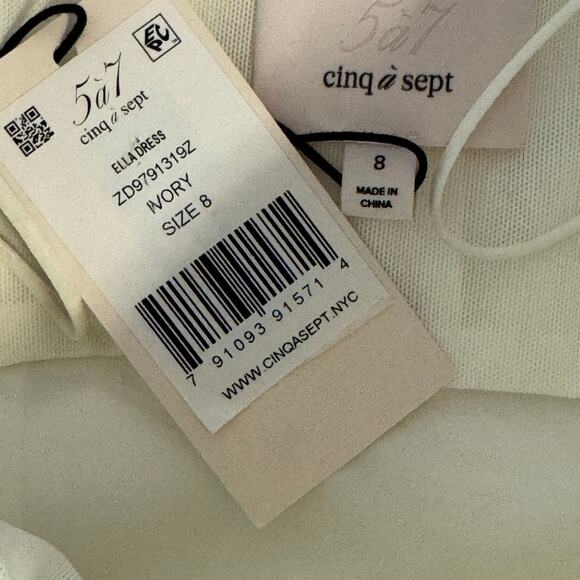 5à7
cinq à sept
EPC
ELLA DRESS
ZD9791319Z
IVORY
SIZE 8
7 91093 91571 4
WWW.CINQASEPT.NYC
5à7
cinq à sept
8
MADE IN
CHINA